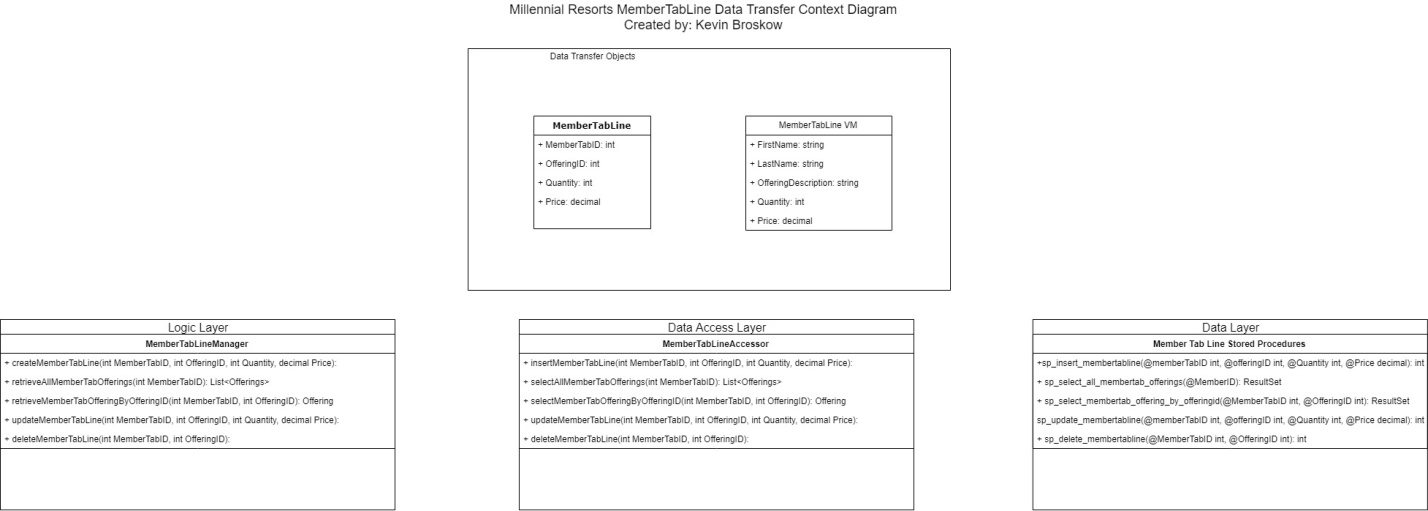 Millennial Resorts MemberTabLine Data Transfer Context Diagram
Created by: Kevin Broskow
Data Transfer Objects
MemberTabLine
+ MemberTabID: int
+ OfferingID: int
+ Quantity: int
+ Price: decimal
MemberTabLine VM
+ FirstName: string
+ LastName: string
+ OfferingDescription: string
+ Quantity: int
+ Price: decimal
Logic Layer
MemberTabLineManager
+ createMemberTabLine(int MemberTabID, int OfferingID, int Quantity, decimal Price):
+ retrieveAllMemberTabOfferings(int MemberTabID): List<Offerings>
+ retrieveMemberTabOfferingByOfferingID(int MemberTabID, int OfferingID): Offering
+ updateMemberTabLine(int MemberTabID, int OfferingID, int Quantity, decimal Price):
+ deleteMemberTabLine(int MemberTabID, int OfferingID):
Data Access Layer
MemberTabLineAccessor
+ insertMemberTabLine(int MemberTabID, int OfferingID, int Quantity, decimal Price):
+ selectAllMemberTabOfferings(int MemberTabID): List<Offerings>
+ selectMemberTabOfferingByOfferingID(int MemberTabID, int OfferingID): Offering
+ updateMemberTabLine(int MemberTabID, int OfferingID, int Quantity, decimal Price):
+ deleteMemberTabLine(int MemberTabID, int OfferingID):
Data Layer
Member Tab Line Stored Procedures
+sp_insert_membertabline(@memberTabID int, @offeringID int, @Quantity int, @Price decimal): int
+ sp_select_all_membertab_offerings(@MemberID): ResultSet
+ sp_select_membertab_offering_by_offeringid(@MemberTabID int, @OfferingID int): ResultSet
sp_update_membertabline(@memberTabID int, @offeringID int, @Quantity int, @Price decimal): int
+ sp_delete_membertabline(@MemberTabID int, @OfferingID int): int